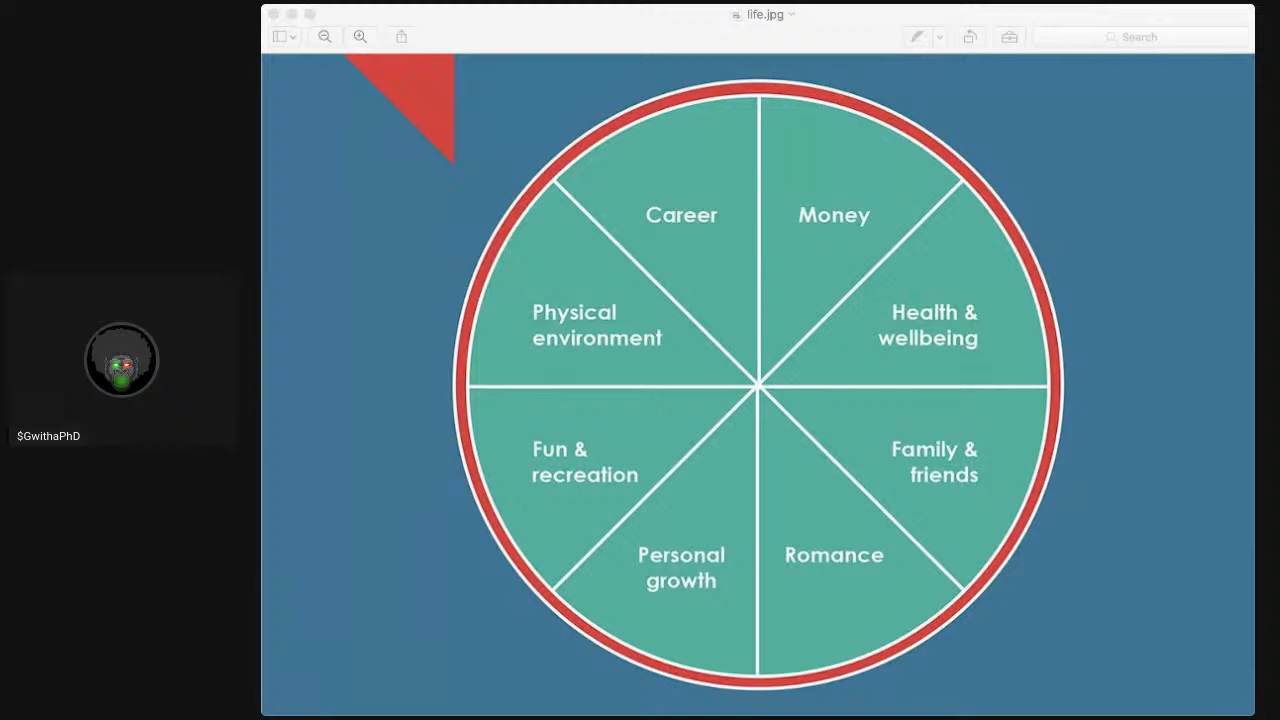 life.jpg
Search
Career
Money
Physical
environment
Health &
wellbeing
Fun &
recreation
Family &
friends
Personal
growth
Romance
$GwithaPhD